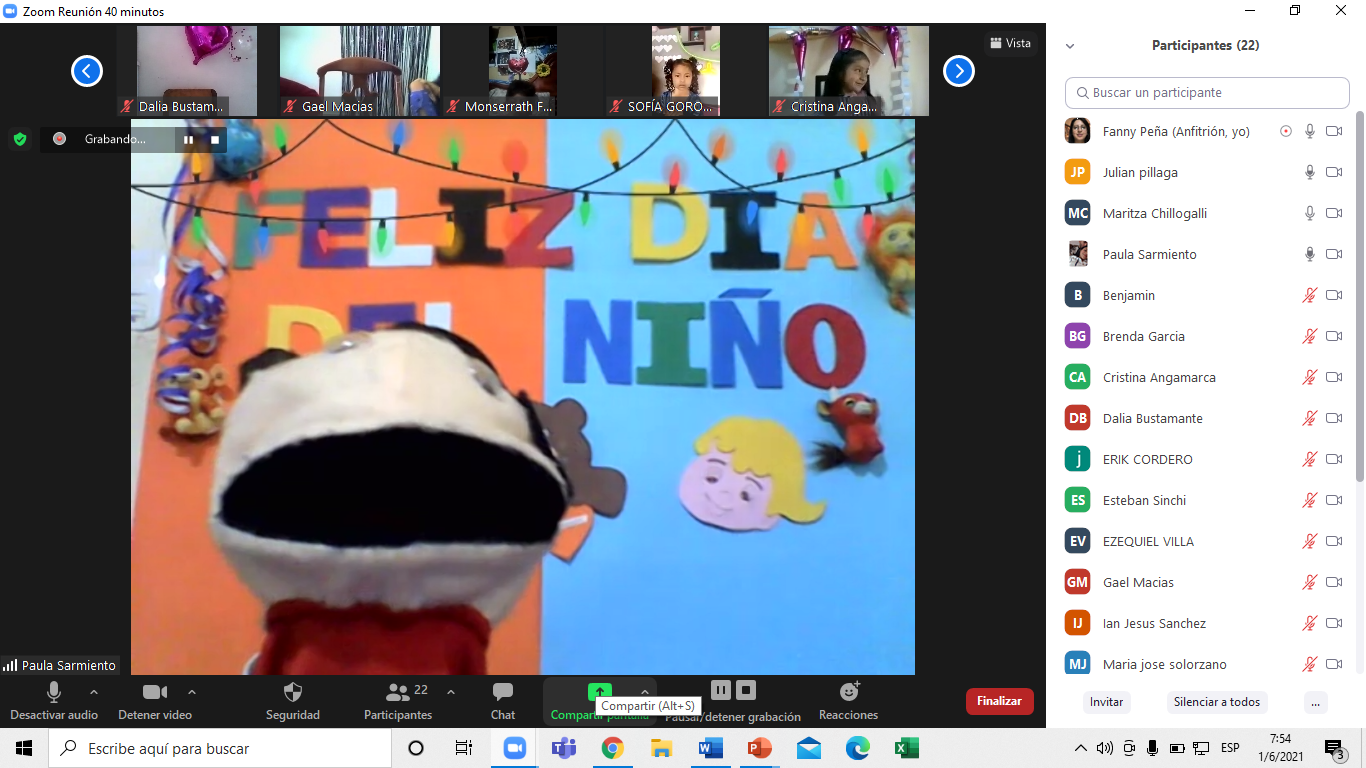 Zoom Reunión 40 minutos
Dalia Bustam...
Gael Macias
Monserrath F...
SOFÍA GORO...
Cristina Anga...
Vista
Grabando...
FELIZ DIA
DEL NIÑO
Paula Sarmiento
Participantes (22)
Buscar un participante
Fanny Peña (Anfitrión, yo)
JP Julian pillaga
MC Maritza Chillogalli
Paula Sarmiento
B Benjamin
BG Brenda Garcia
CA Cristina Angamarca
DB Dalia Bustamante
j ERIK CORDERO
ES Esteban Sinchi
EV EZEQUIEL VILLA
GM Gael Macias
IJ Ian Jesus Sanchez
MJ Maria jose solorzano
Invitar
Silenciar a todos
...
22
Desactivar audio
Detener video
Seguridad
Participantes
Chat
Compartir pantalla
Compartir (Alt+S)
Pausar/detener grabación
Reacciones
Finalizar
Escribe aquí para buscar
ESP
7:54
1/6/2021
3